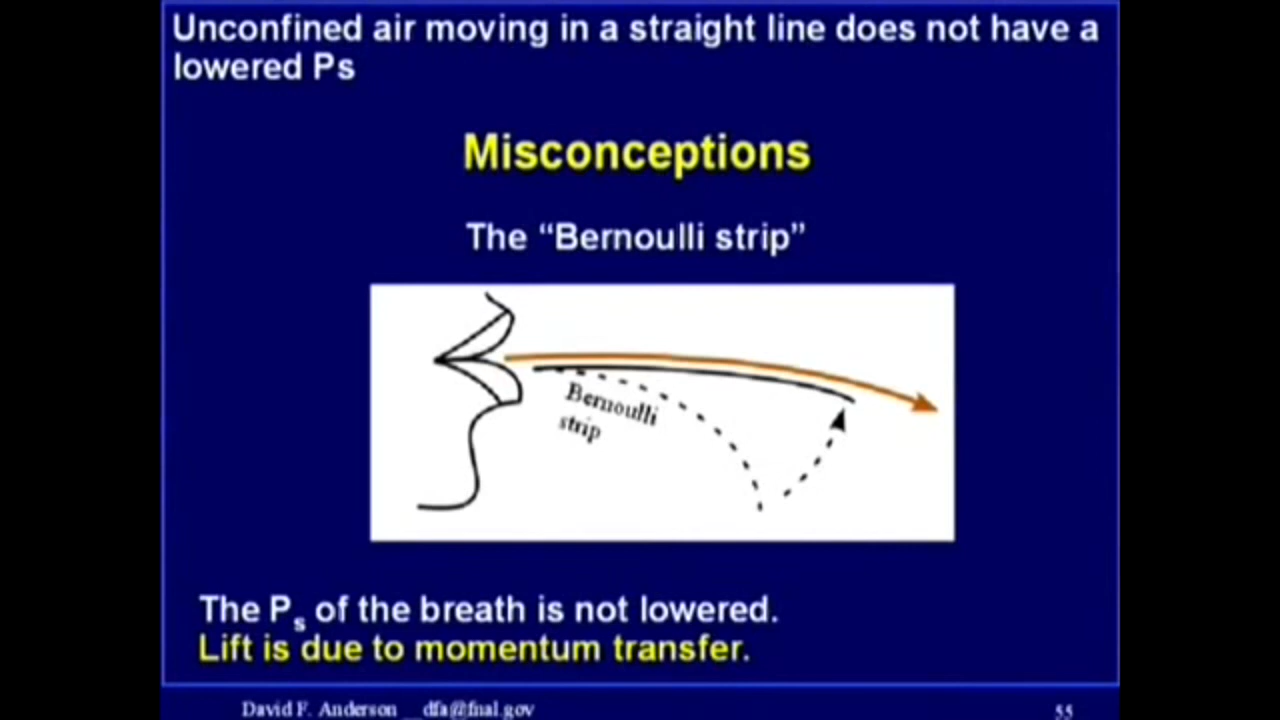 Unconfined air moving in a straight line does not have a
lowered Ps
Misconceptions
The “Bernoulli strip”
Bernoulli
strip
The Ps of the breath is not lowered.
Lift is due to momentum transfer.
David F. Anderson __dfa@fnal.gov
55